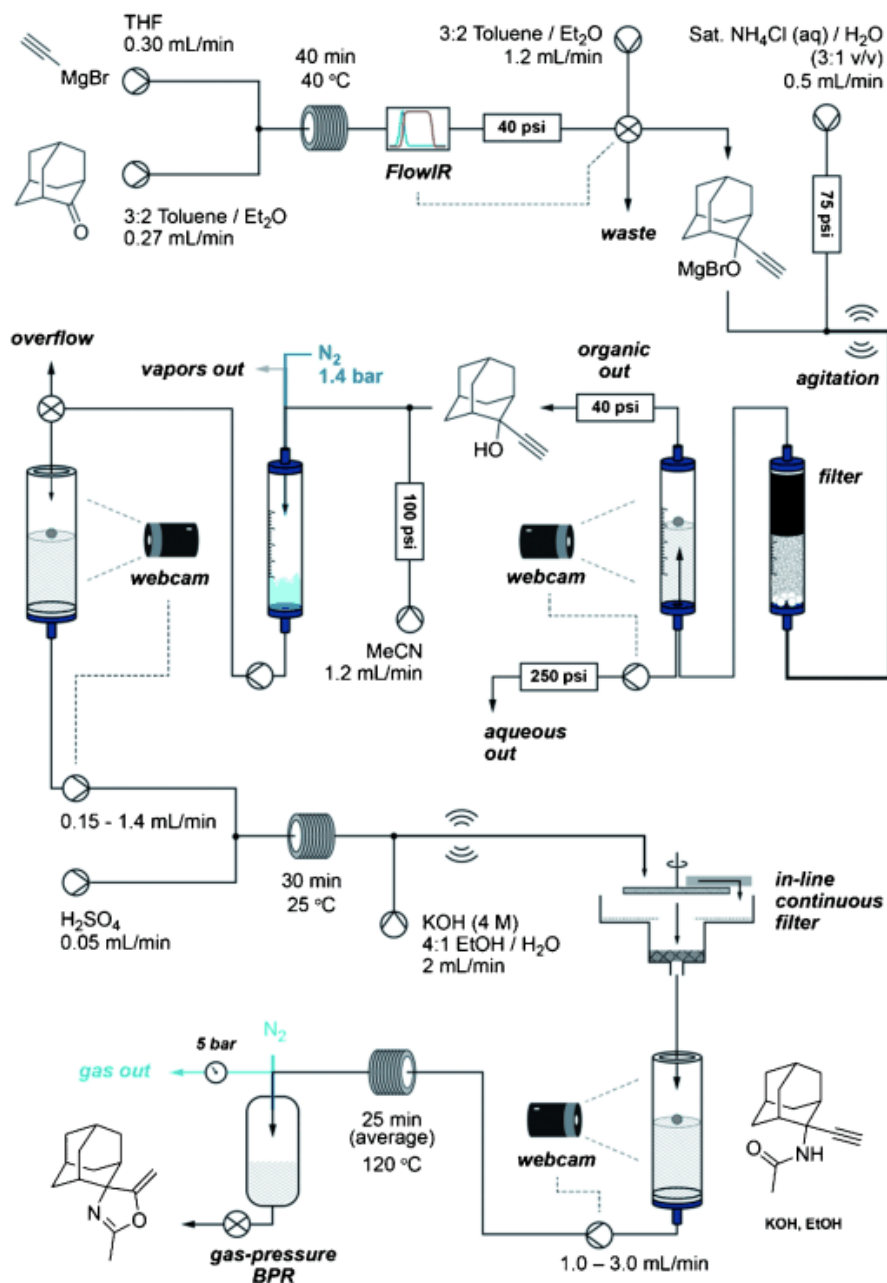 THF
0.30 mL/min
MgBr
40 min
40 °C
3:2 Toluene / Et2O
1.2 mL/min
Sat. NH4Cl (aq) / H2O
(3:1 v/v)
0.5 mL/min
40 psi
FlowIR
75 psi
O
3:2 Toluene / Et2O
0.27 mL/min
waste
MgBrO
agitation
overflow
vapors out
N2
1.4 bar
organic
out
40 psi
HO
filter
100 psi
webcam
webcam
MeCN
1.2 mL/min
250 psi
aqueous
out
0.15 - 1.4 mL/min
30 min
25 °C
H2SO4
0.05 mL/min
KOH (4 M)
4:1 EtOH / H2O
2 mL/min
in-line
continuous
filter
N2
5 bar
gas out
25 min
(average)
120 °C
webcam
NH
O
KOH, EtOH
N
O
gas-pressure
BPR
1.0 – 3.0 mL/min